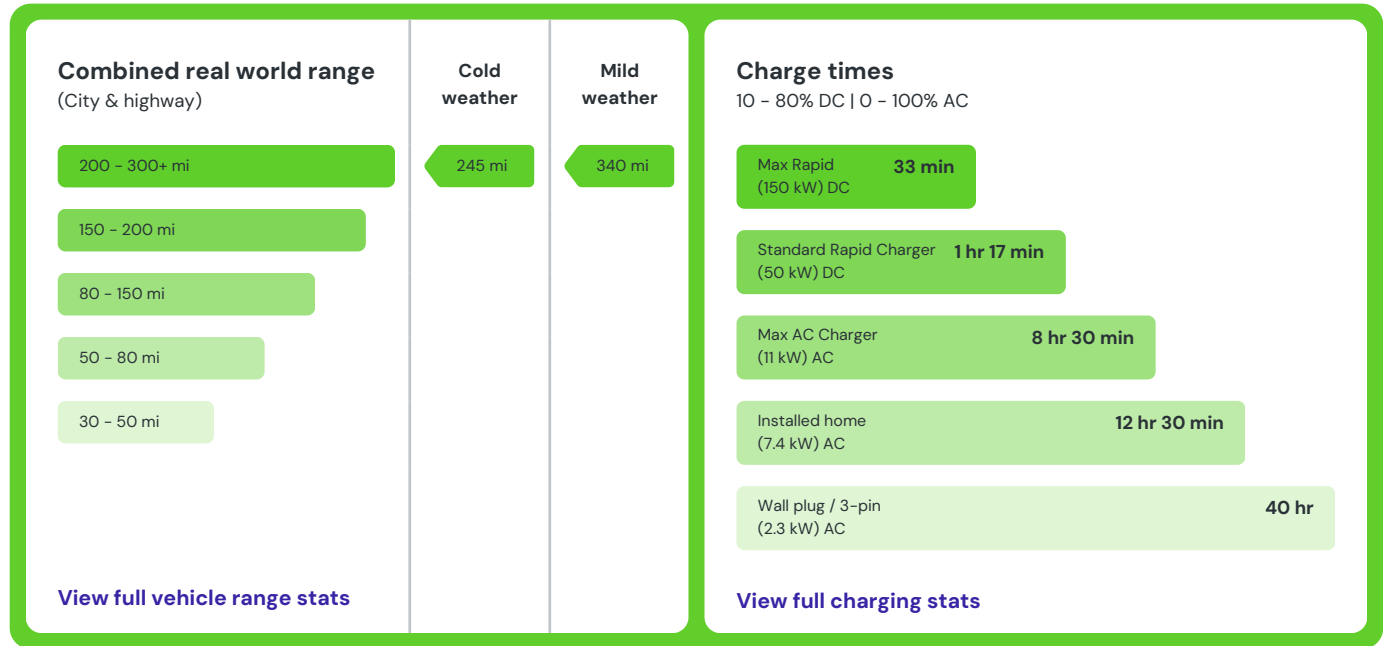 Combined real world range
(City & highway)
Cold
weather
Mild
weather
200 - 300+ mi
245 mi
340 mi
150 - 200 mi
80 - 150 mi
50 - 80 mi
30 - 50 mi
View full vehicle range stats
Charge times
10 - 80% DC | 0 - 100% AC
Max Rapid
(150 kW) DC
33 min
Standard Rapid Charger
(50 kW) DC
1 hr 17 min
Max AC Charger
(11 kW) AC
8 hr 30 min
Installed home
(7.4 kW) AC
12 hr 30 min
Wall plug / 3-pin
(2.3 kW) AC
40 hr
View full charging stats